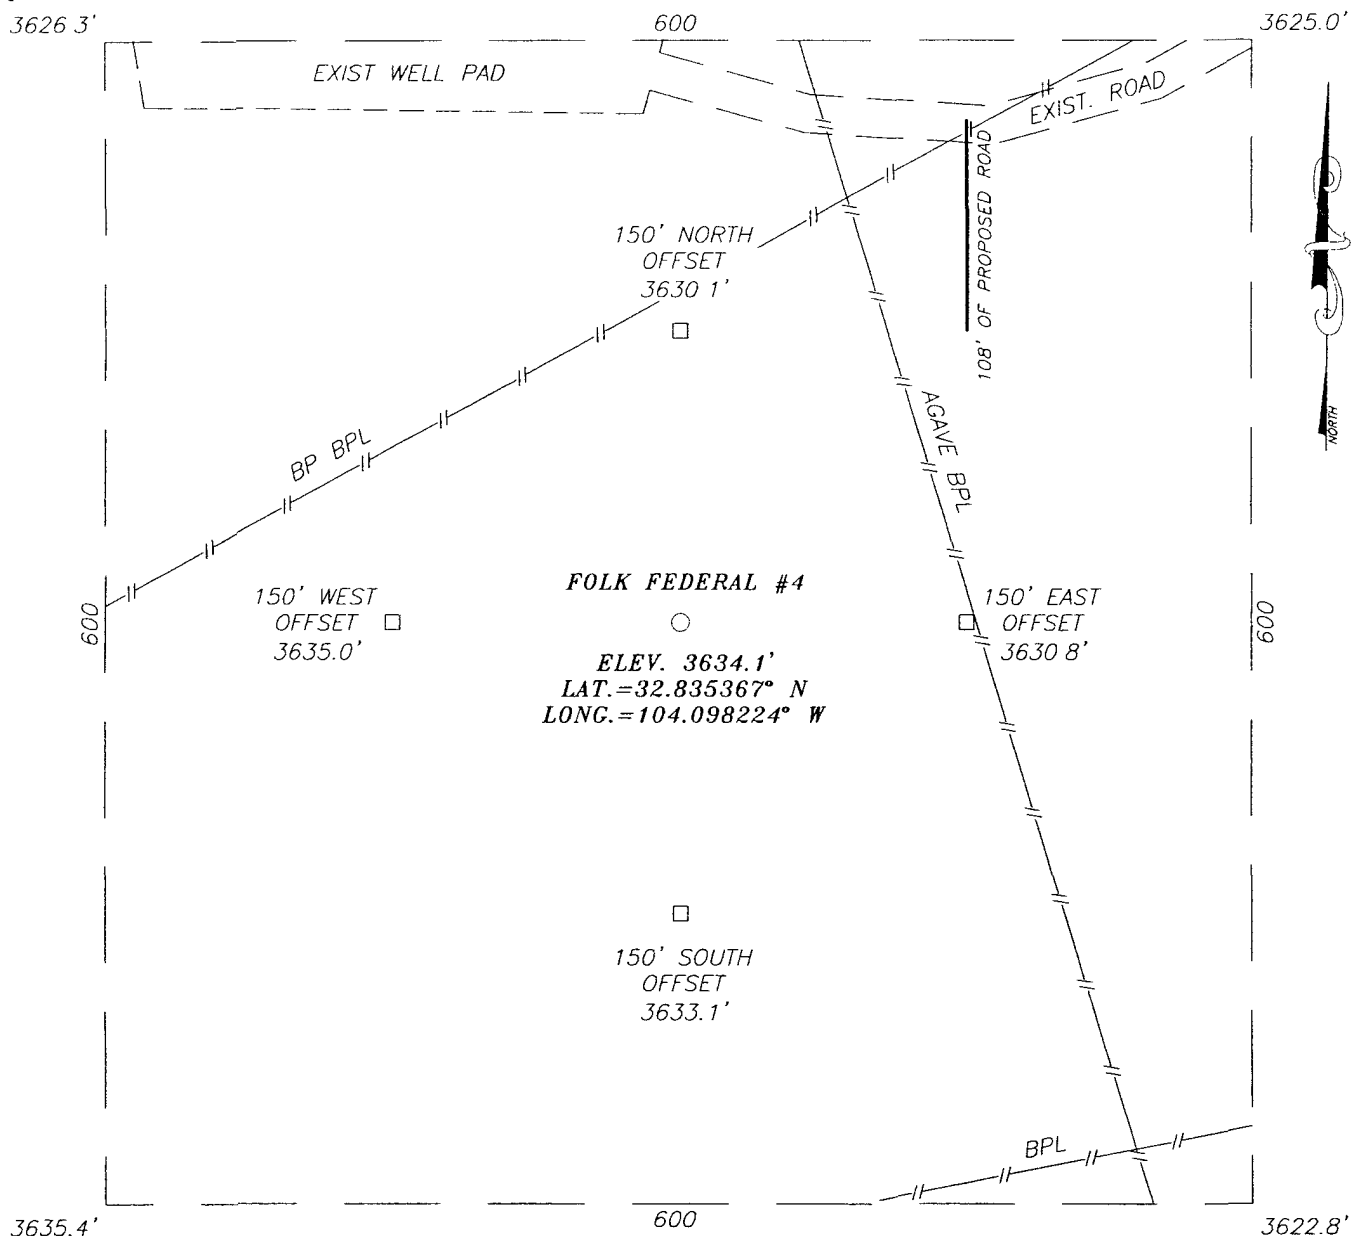 3626 3'
600
3625.0'
EXIST WELL PAD
EXIST. ROAD
108' OF PROPOSED ROAD
150' NORTH
OFFSET
3630 1'
NORTH
BP BPL
AGAVE BPL
600
150' WEST
OFFSET
3635.0'
FOLK FEDERAL #4
ELEV. 3634.1'
LAT.=32.835367° N
LONG.=104.098224° W
150' EAST
OFFSET
3630 8'
600
150' SOUTH
OFFSET
3633.1'
BPL
3635.4'
600
3622.8'